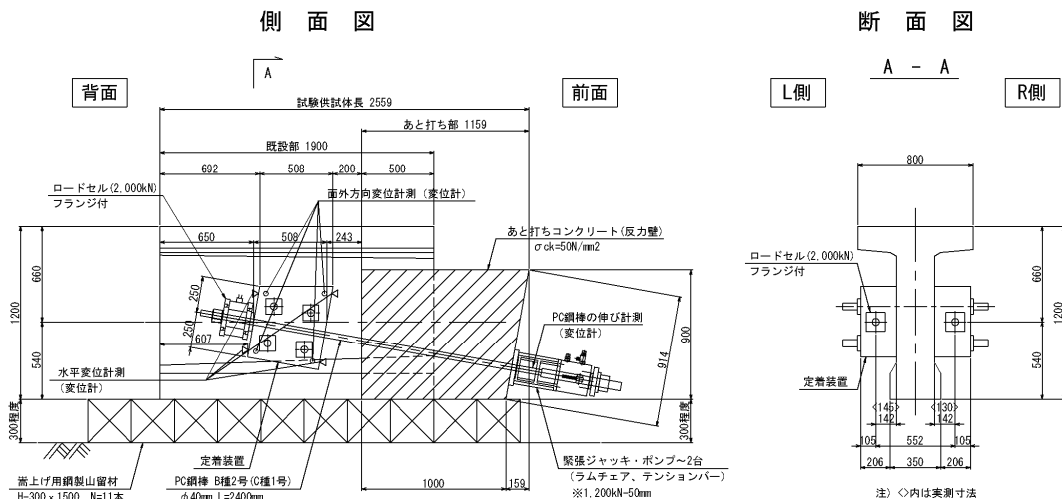 側面図
断面図
A
A - A
背面
前面
L側
R側
試験供試体長 2559
あと打ち部 1159
既設部 1900
692
508
200
500
800
ロードセル(2,000kN)
フランジ付
面外方向変位計測（変位計）
650
508
243
あと打ちコンクリート(反力壁)
σck=50N/mm2
ロードセル(2,000kN)
フランジ付
660
1200
540
250
250
607
PC鋼棒の伸び計測
(変位計)
900
914
660
1200
540
水平変位計測
(変位計)
定着装置
300程度
300程度
<145>
142
<130>
142
105
552
105
206
350
206
定着装置
嵩上げ用鋼製山留材
H-300×1500 N=11本
PC鋼棒 B種2号(C種1号)
φ40mm L=2400mm
1000
159
緊張ジャッキ・ポンプ～2台
(ラムチェア、テンションバー)
※1,200kN-50mm
注) <>内は実測寸法